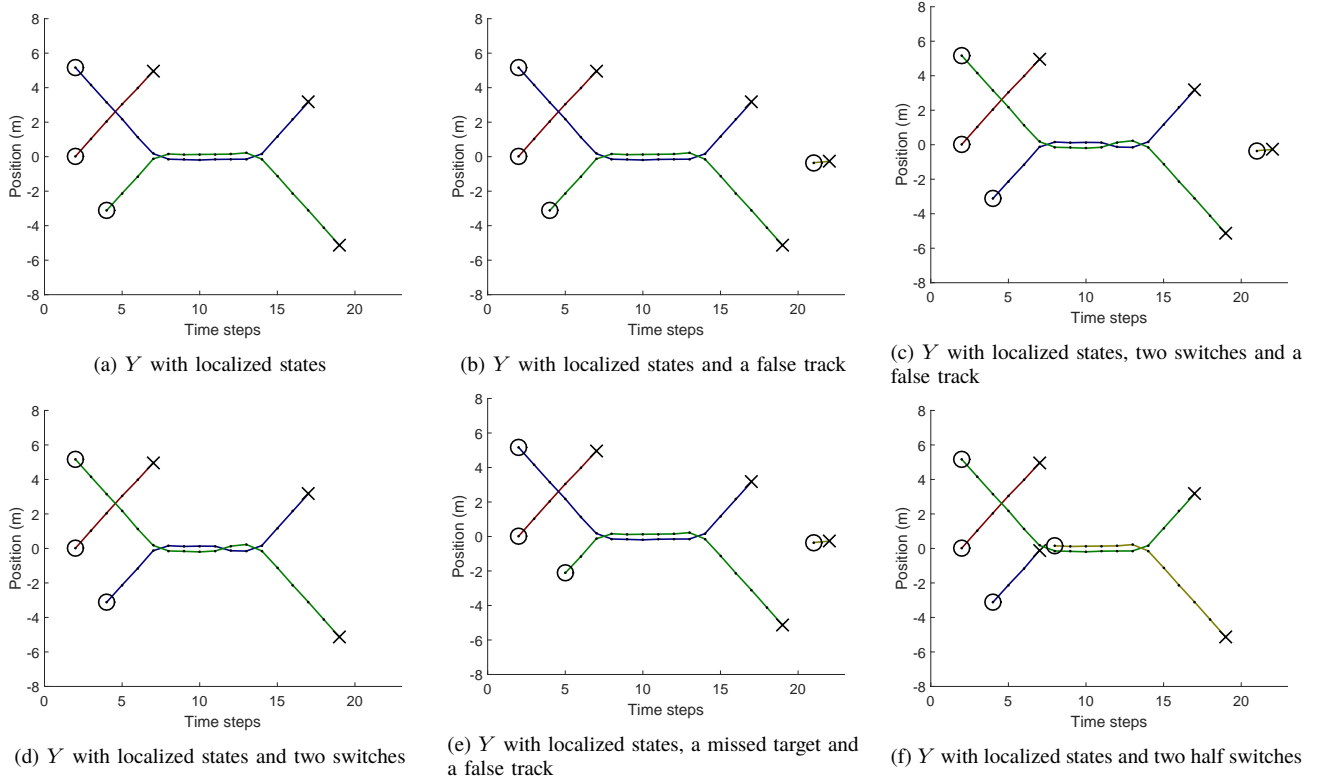 8
6
4
2
0
-2
-4
-6
-8
Position (m)
0 5 10 15 20
Time steps
(a) Y with localized states
8
6
4
2
0
-2
-4
-6
-8
Position (m)
0 5 10 15 20
Time steps
(b) Y with localized states and a false track
8
6
4
2
0
-2
-4
-6
-8
Position (m)
0 5 10 15 20
Time steps
(c) Y with localized states, two switches and a
false track
8
6
4
2
0
-2
-4
-6
-8
Position (m)
0 5 10 15 20
Time steps
(d) Y with localized states and two switches
8
6
4
2
0
-2
-4
-6
-8
Position (m)
0 5 10 15 20
Time steps
(e) Y with localized states, a missed target and
a false track
8
6
4
2
0
-2
-4
-6
-8
Position (m)
0 5 10 15 20
Time steps
(f) Y with localized states and two half switches